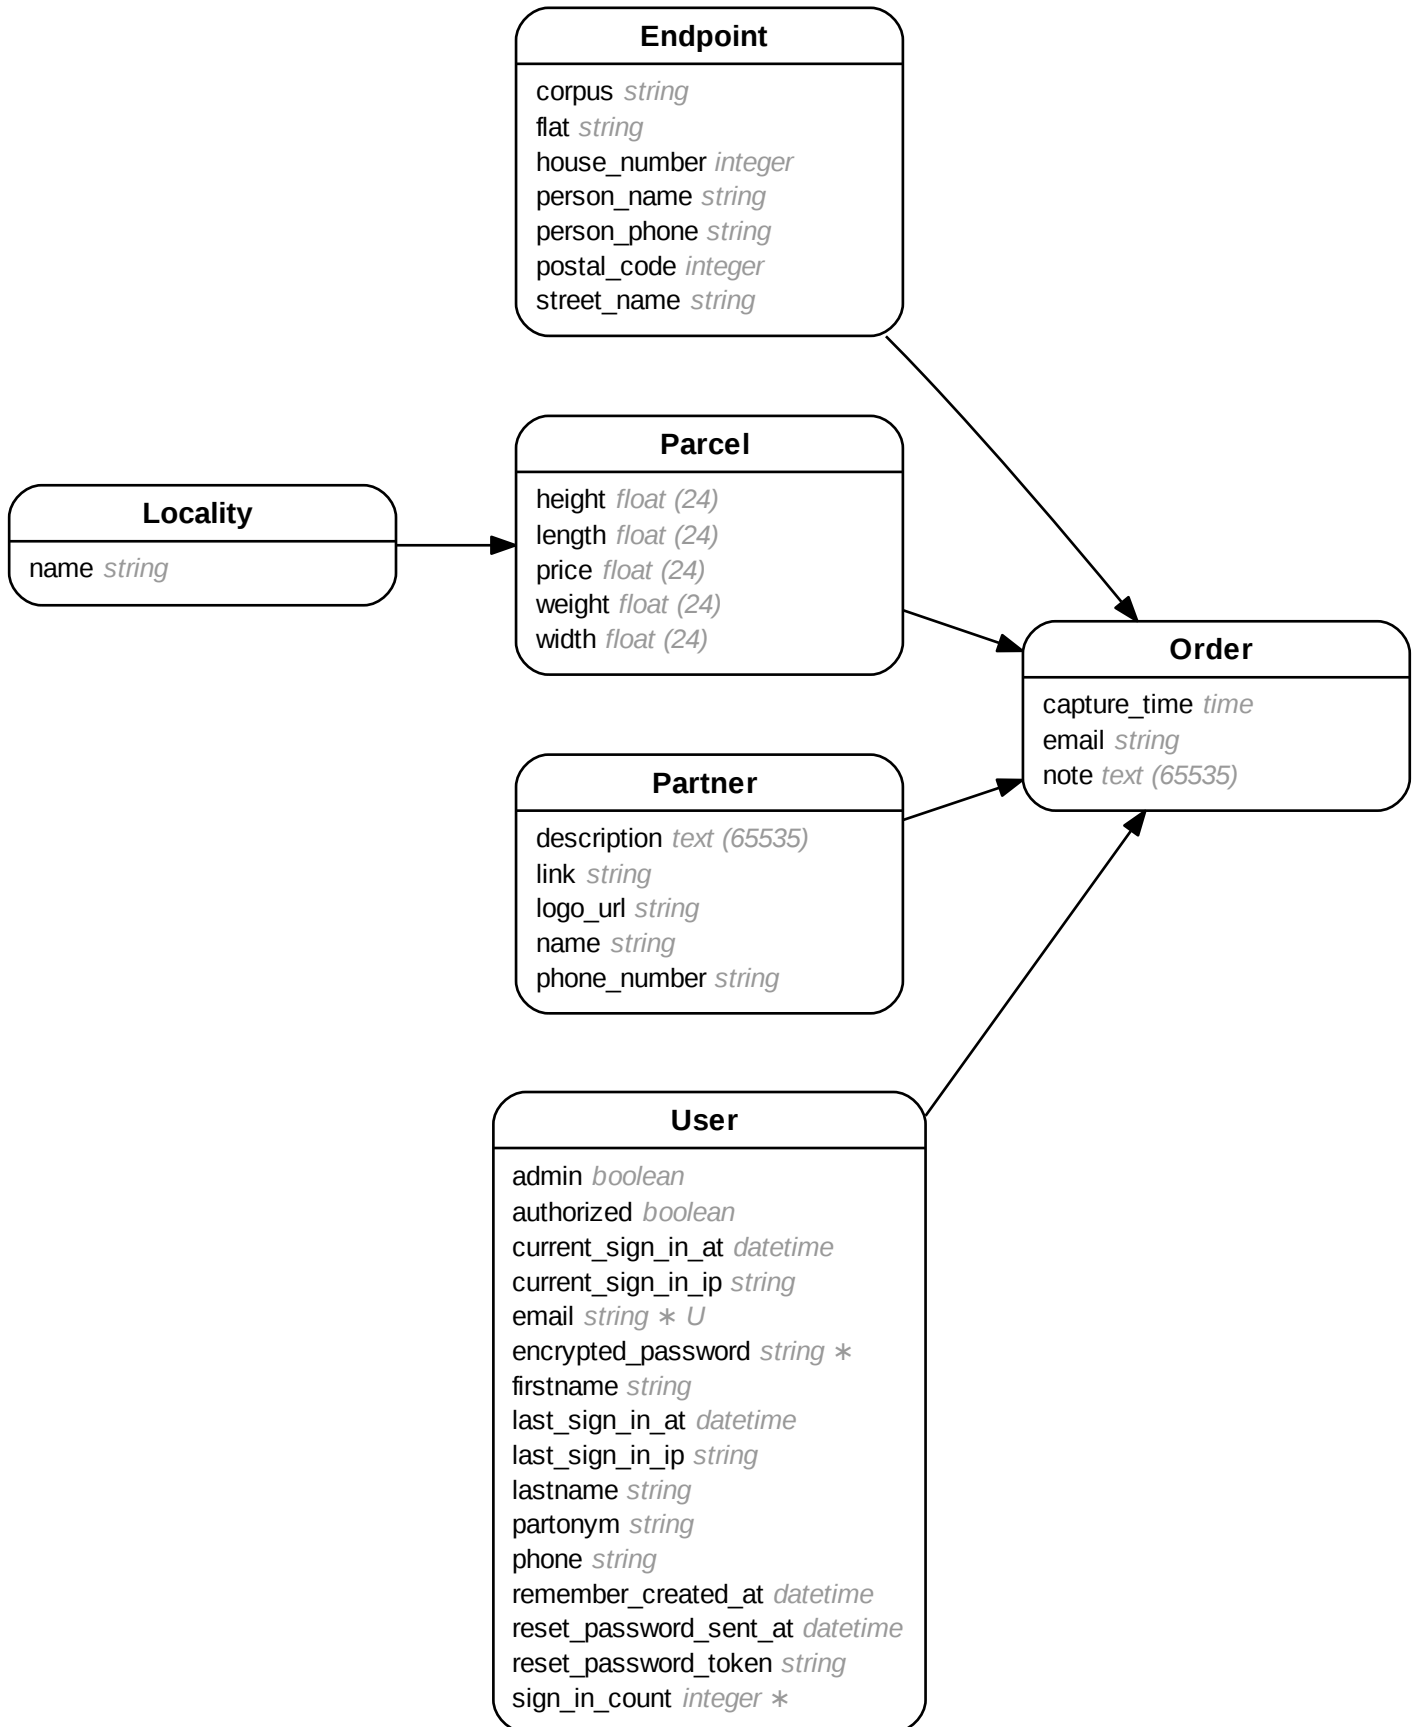 Endpoint
corpus string
flat string
house_number integer
person_name string
person_phone string
postal_code integer
street_name string
Locality
name string
Parcel
height float (24)
length float (24)
price float (24)
weight float (24)
width float (24)
Order
capture_time time
email string
note text (65535)
Partner
description text (65535)
link string
logo_url string
name string
phone_number string
User
admin boolean
authorized boolean
current_sign_in_at datetime
current_sign_in_ip string
email string ∗ U
encrypted_password string ∗
firstname string
last_sign_in_at datetime
last_sign_in_ip string
lastname string
partonym string
phone string
remember_created_at datetime
reset_password_sent_at datetime
reset_password_token string
sign_in_count integer ∗